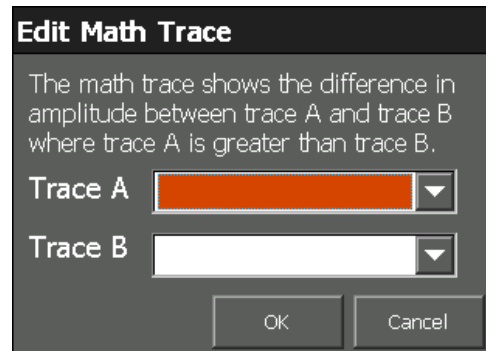 Edit Math Trace
The math trace shows the difference in
amplitude between trace A and trace B
where trace A is greater than trace B.
Trace A
Trace B
OK Cancel